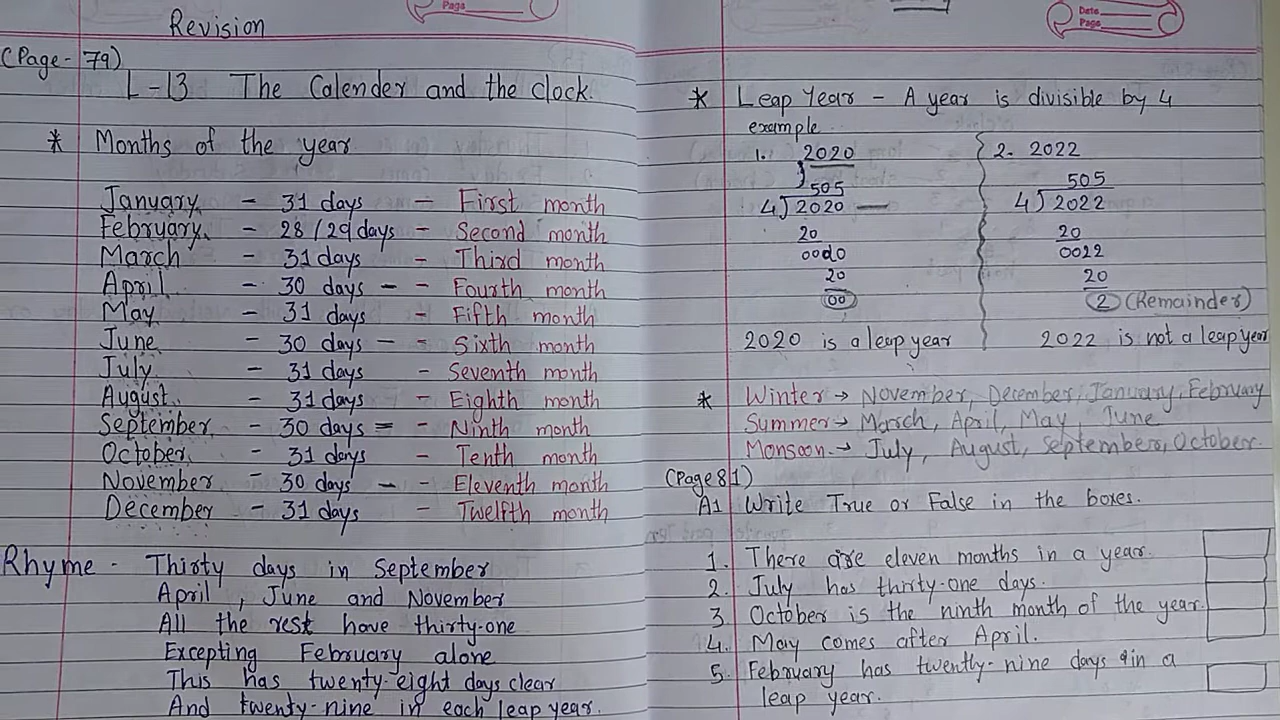 Page
Revision
(Page-79)
L-13 The Calender and the clock.
* Months of the year
January - 31 days - First month
February - 28/29 days - Second month
March - 31 days - Third month
April - 30 days - - Fourth month
May - 31 days - Fifth month
June - 30 days - - Sixth month
July - 31 days - Seventh month
August - 31 days - Eighth month
September - 30 days = - Ninth month
October - 31 days - Tenth month
November - 30 days - - Eleventh month
December - 31 days - Twelfth month
Rhyme - Thirty days in September
April, June and November
All the rest have thirty-one
Excepting February alone
This has twenty-eight days clear
And twenty-nine in each leap year.
Date
Page
* Leap Year - A year is divisible by 4
example
1. 2020
505
4)2020
20
0020
20
00
2020 is a leap year
2. 2022
505
4)2022
20
0022
20
2 (Remainder)
2022 is not a leap year
* Winter → November, December, January, February
Summer → March, April, May, June
Monsoon → July, August, September, October.
(Page 81)
A1 Write True or False in the boxes.
1. There are eleven months in a year.
2. July has thrity-one days.
3. October is the ninth month of the year.
4. May comes after April.
5. February has twently-nine days in a
leap year.